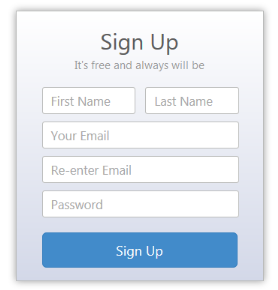 Sign Up
It's free and always will be
First Name Last Name
Your Email
Re-enter Email
Password
Sign Up